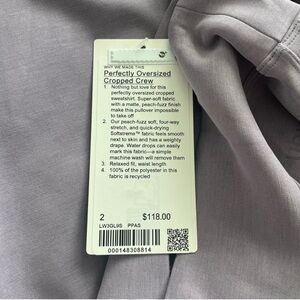 WHY WE MADE THIS
Perfectly Oversized
Cropped Crew
1. Nothing but love for this
perfectly oversized cropped
sweatshirt. Super-soft fabric
with a matte, peach-fuzz finish
make this pullover impossible
to take off
2. Our peach-fuzz soft, four-way
stretch, and quick-drying
Softstreme™ fabric feels smooth
next to skin and has a weighty
drape. Water drops can easily
mark this fabric—a simple
machine wash will remove them
3. Relaxed fit, waist length
4. 100% of the polyester in this
fabric is recycled
2 $118.00
LW3GL9S PPAS
000148308814